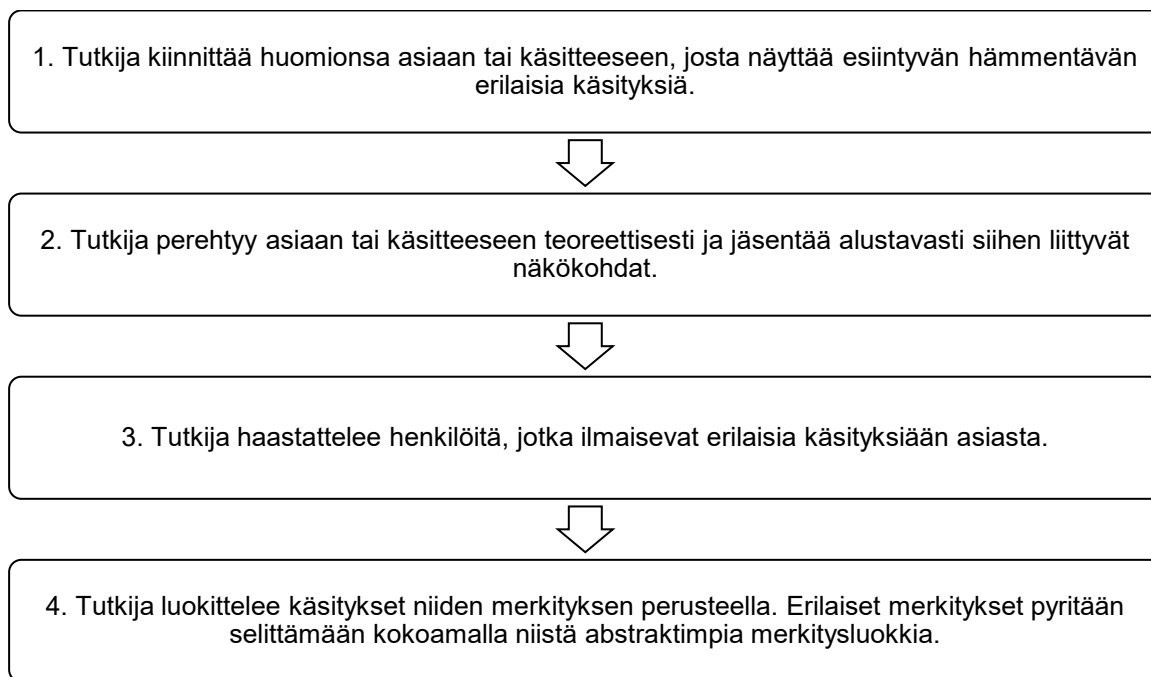 1. Tutkija kiinnittää huomionsa asiaan tai käsitteeseen, josta näyttää esiintyvän hämmentävän
erilaisia käsityksiä.
2. Tutkija perehtyy asiaan tai käsitteeseen teoreettisesti ja jäsentää alustavasti siihen liittyvät
näkökohdat.
3. Tutkija haastattelee henkilöitä, jotka ilmaisevat erilaisia käsityksiään asiasta.
4. Tutkija luokittelee käsitykset niiden merkityksen perusteella. Erilaiset merkitykset pyritään
selittämään kokoamalla niistä abstraktimpia merkitysluokkia.